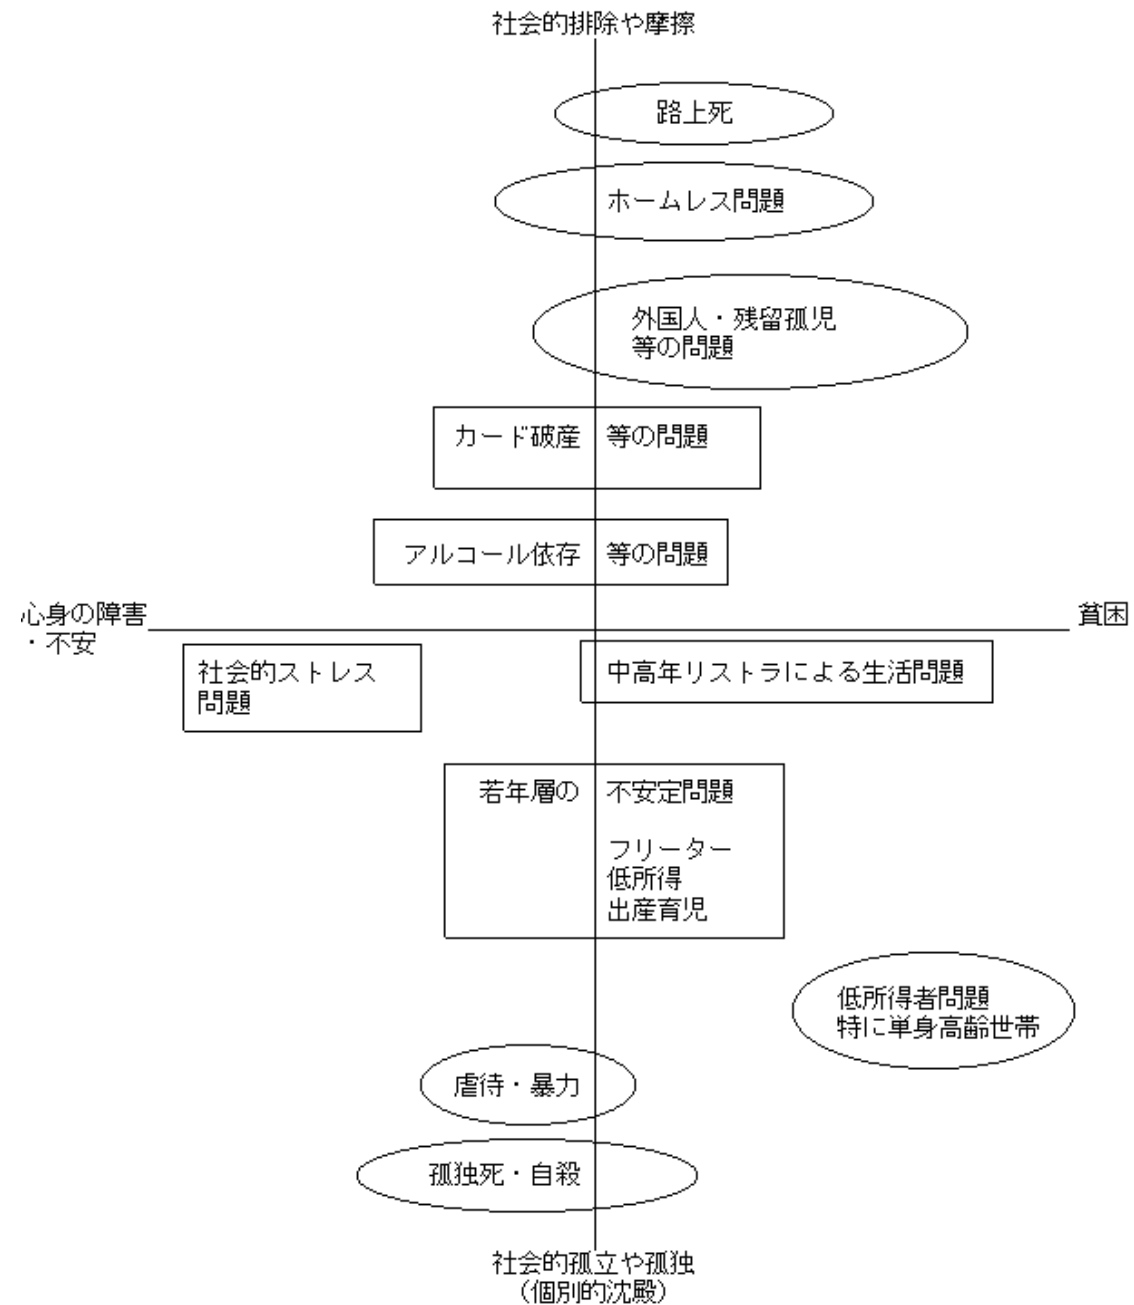 社会的排除や摩擦
路上死
ホームレス問題
外国人・残留孤児
等の問題
カード破産 等の問題
アルコール依存 等の問題
心身の障害
・不安
貧困
社会的ストレス
問題
中高年リストラによる生活問題
若年層の 不安定問題
フリーター
低所得
出産育児
低所得者問題
特に単身高齢世帯
虐待・暴力
孤独死・自殺
社会的孤立や孤独
（個別的沈殿）